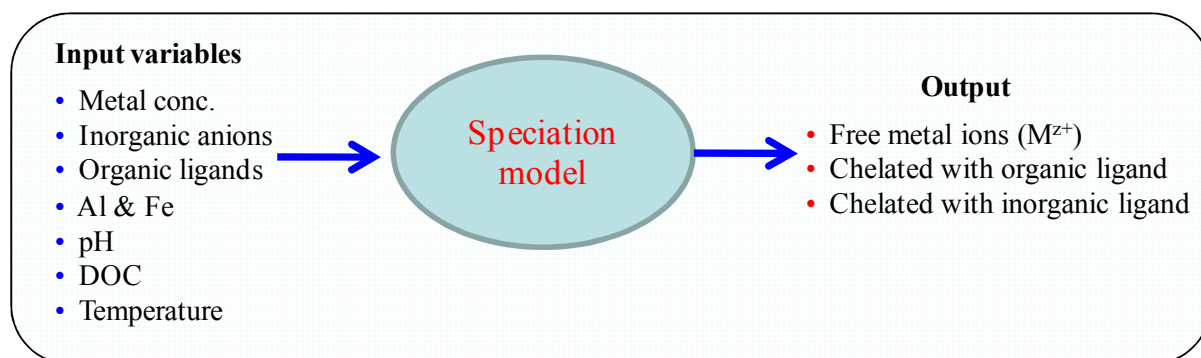 Input variables
• Metal conc.
• Inorganic anions
• Organic ligands
• Al & Fe
• pH
• DOC
• Temperature
Speciation
model
Output
• Free metal ions (M^z+)
• Chelated with organic ligand
• Chelated with inorganic ligand